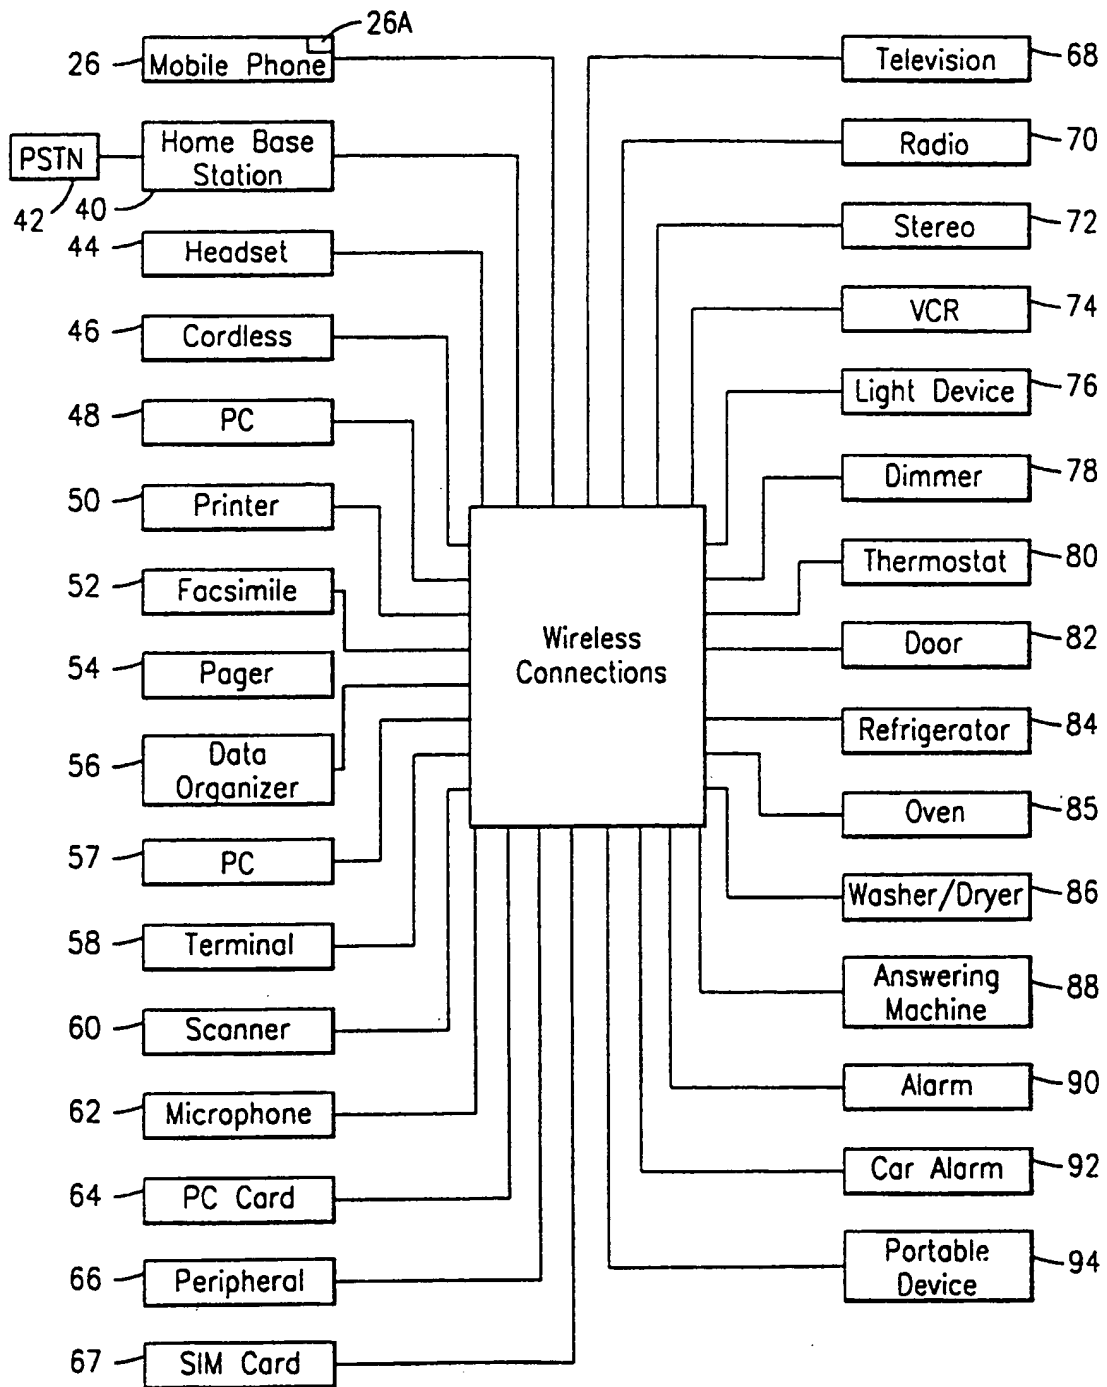 26A
26
Mobile Phone
PSTN
42
Home Base
Station
40
44
Headset
46
Cordless
48
PC
50
Printer
52
Facsimile
54
Pager
56
Data
Organizer
57
PC
58
Terminal
60
Scanner
62
Microphone
64
PC Card
66
Peripheral
67
SIM Card
Wireless
Connections
Television
68
Radio
70
Stereo
72
VCR
74
Light Device
76
Dimmer
78
Thermostat
80
Door
82
Refrigerator
84
Oven
85
Washer/Dryer
86
Answering
Machine
88
Alarm
90
Car Alarm
92
Portable
Device
94